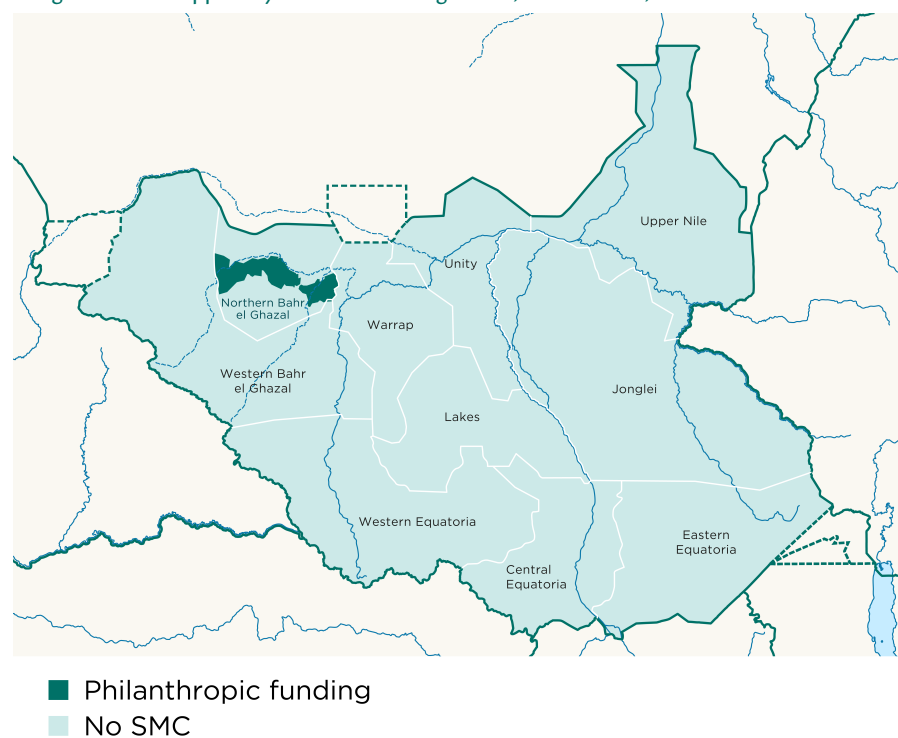 Upper Nile
Unity
Northern Bahr
el Ghazal
Warrap
Western Bahr
el Ghazal
Jonglei
Lakes
Western Equatoria
Eastern
Equatoria
Central
Equatoria
Philanthropic funding
No SMC